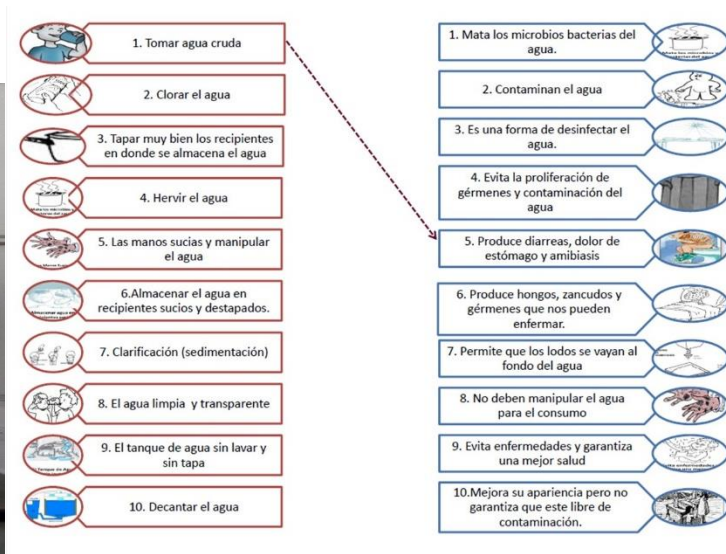 1. Tomar agua cruda
2. Clorar el agua
3. Tapar muy bien los recipientes
en donde se almacena el agua
4. Hervir el agua
5. Las manos sucias y manipular
el agua
6.Almacenar el agua en
recipientes sucios y destapados.
7. Clarificación (sedimentación)
8. El agua limpia y transparente
9. El tanque de agua sin lavar y
sin tapa
10. Decantar el agua
1. Mata los microbios bacterias del
agua.
2. Contaminan el agua
3. Es una forma de desinfectar el
agua.
4. Evita la proliferación de
gérmenes y contaminación del
agua
5. Produce diarreas, dolor de
estómago y amibiasis
6. Produce hongos, zancudos y
gérmenes que nos pueden
enfermar.
7. Permite que los lodos se vayan al
fondo del agua
8. No deben manipular el agua
para el consumo
9. Evita enfermedades y garantiza
una mejor salud
10.Mejora su apariencia pero no
garantiza que este libre de
contaminación.